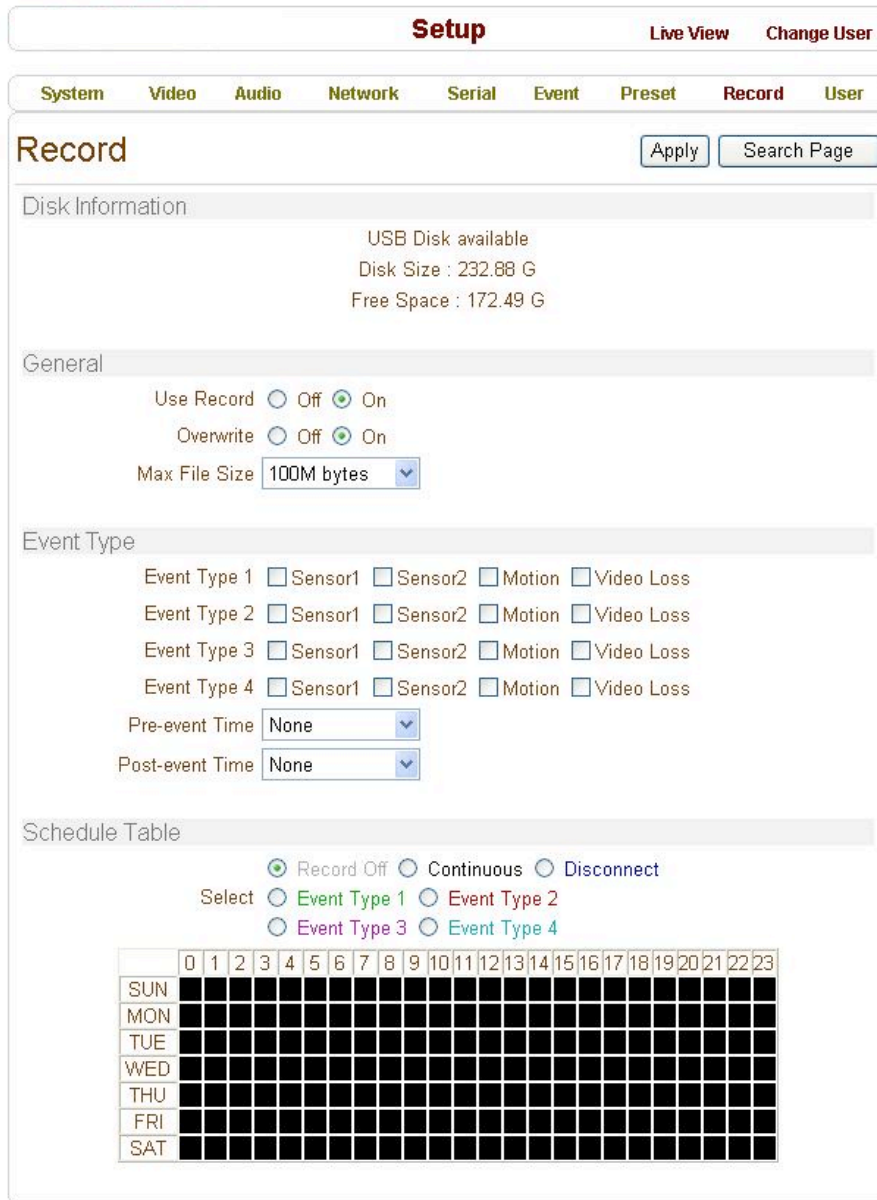 Setup Live View Change User
System Video Audio Network Serial Event Preset Record User
Record Apply Search Page
Disk Information
USB Disk available
Disk Size : 232.88 G
Free Space : 172.49 G
General
Use Record Off On
Overwrite Off On
Max File Size 100M bytes
Event Type
Event Type 1 Sensor1 Sensor2 Motion Video Loss
Event Type 2 Sensor1 Sensor2 Motion Video Loss
Event Type 3 Sensor1 Sensor2 Motion Video Loss
Event Type 4 Sensor1 Sensor2 Motion Video Loss
Pre-event Time None
Post-event Time None
Schedule Table
Record Off Continuous Disconnect
Select Event Type 1 Event Type 2
Event Type 3 Event Type 4
0 1 2 3 4 5 6 7 8 9 10 11 12 13 14 15 16 17 18 19 20 21 22 23
SUN
MON
TUE
WED
THU
FRI
SAT